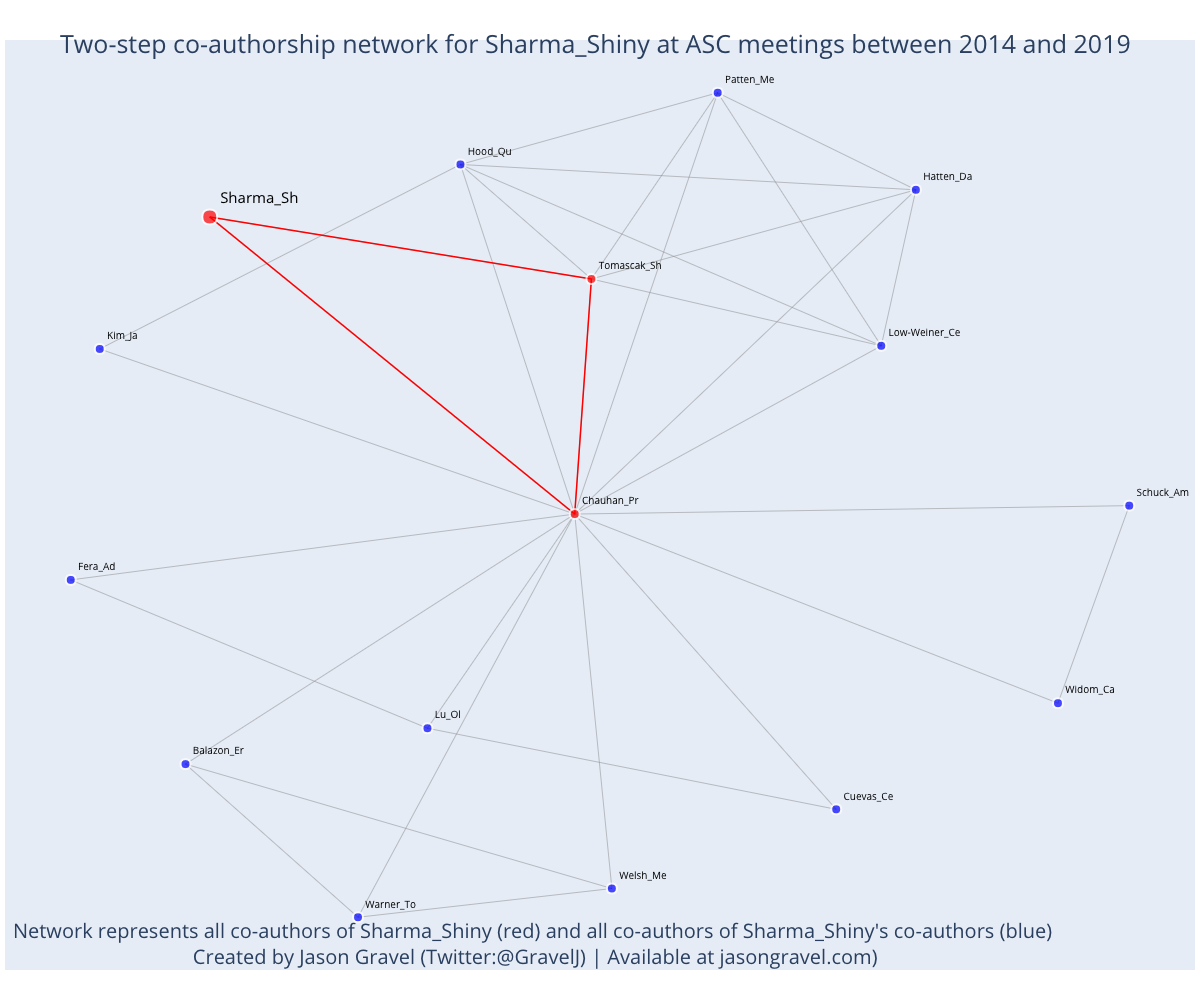 Two-step co-authorship network for Sharma_Shiny at ASC meetings between 2014 and 2019
Patten_Me
Hood_Qu
Hatten_Da
Sharma_Sh
Tomascak_Sh
Low-Weiner_Ce
Kim_Ja
Schuck_Am
Chauhan_Pr
Fera_Ad
Widom_Ca
Lu_Ol
Balazon_Er
Cuevas_Ce
Welsh_Me
Warner_To
Network represents all co-authors of Sharma_Shiny (red) and all co-authors of Sharma_Shiny's co-authors (blue)
Created by Jason Gravel (Twitter:@GravelJ) | Available at jasongravel.com)